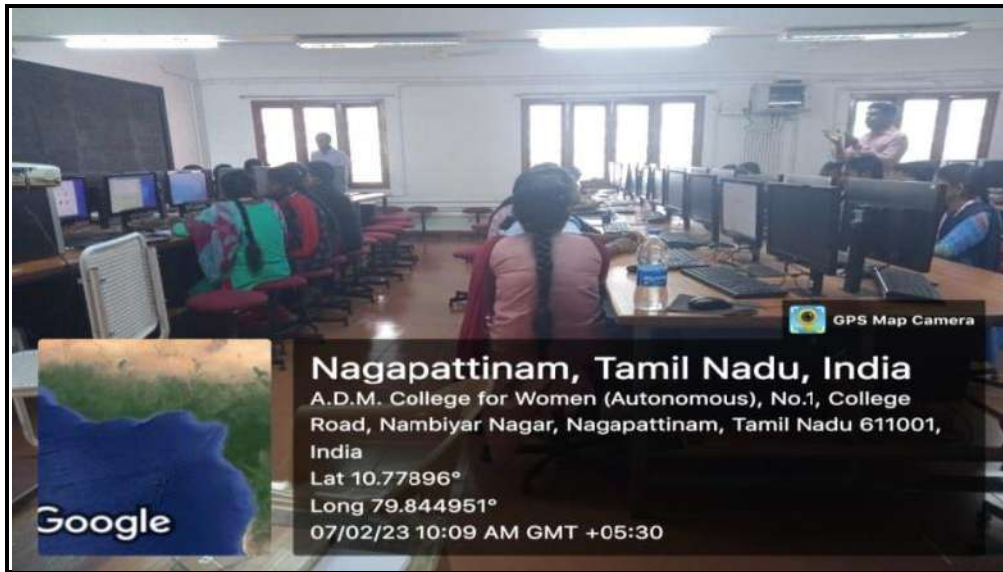 GPS Map Camera
Nagapattinam, Tamil Nadu, India
A.D.M. College for Women (Autonomous), No.1, College
Road, Nambiyar Nagar, Nagapattinam, Tamil Nadu 611001,
India
Lat 10.77896°
Long 79.844951°
07/02/23 10:09 AM GMT +05:30
Google